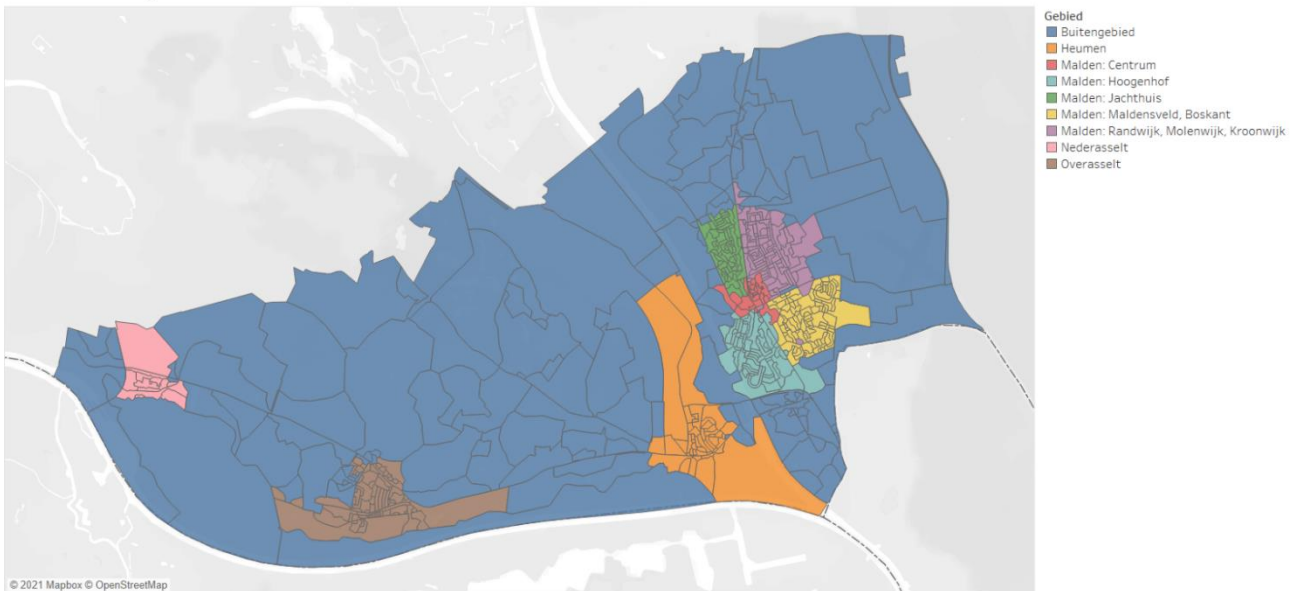 Gebied
Buitengebied
Heumen
Malden: Centrum
Malden: Hoogenhof
Malden: Jachthuis
Malden: Maldensveld, Boskant
Malden: Randwijk, Molenwijk, Kroonwijk
Nederasselt
Overasselt
© 2021 Mapbox © OpenStreetMap